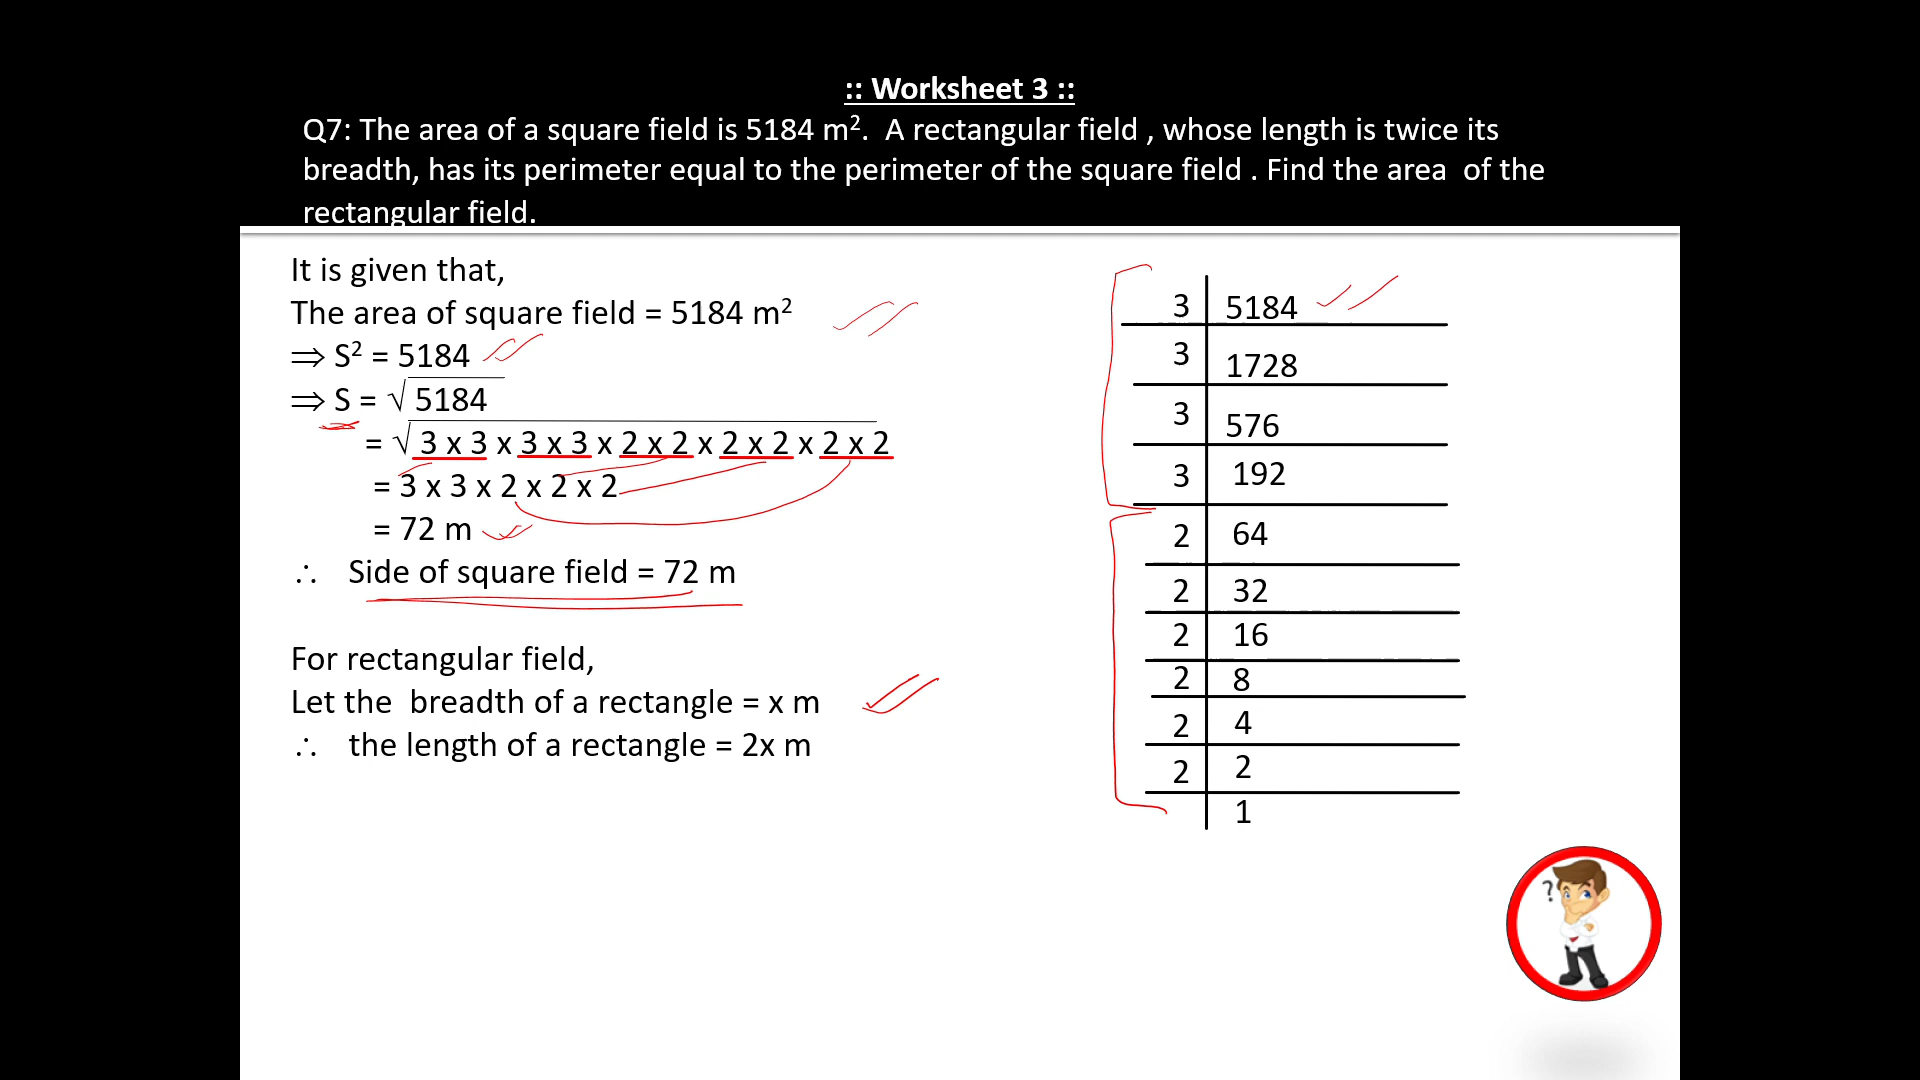 :: Worksheet 3 ::
Q7: The area of a square field is 5184 m². A rectangular field , whose length is twice its
breadth, has its perimeter equal to the perimeter of the square field . Find the area of the
rectangular field.
It is given that,
The area of square field = 5184 m²
⇒ S² = 5184
⇒ S = √5184
= √3 x 3 x 3 x 3 x 2 x 2 x 2 x 2 x 2 x 2
= 3 x 3 x 2 x 2 x 2
= 72 m
∴ Side of square field = 72 m
For rectangular field,
Let the breadth of a rectangle = x m
∴ the length of a rectangle = 2x m
3 5184
3 1728
3 576
3 192
2 64
2 32
2 16
2 8
2 4
2 2
1
?